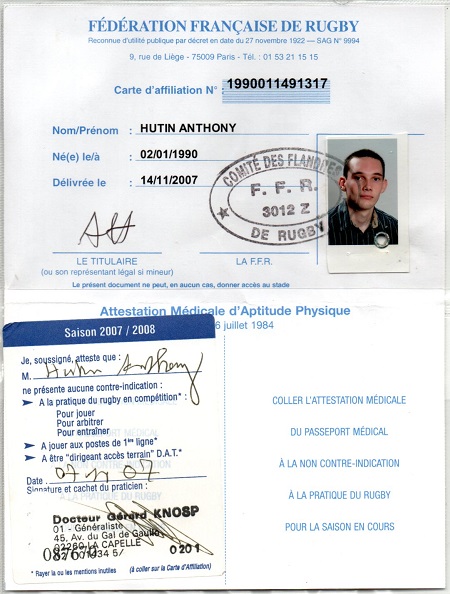 FÉDÉRATION FRANÇAISE DE RUGBY
Reconnue d'utilité publique par décret en date du 27 novembre 1922 — SAG N° 9994
9, rue de Liège - 75009 Paris - Tél. : 01 53 21 15 15
Carte d'affiliation N° : 1990011491317
Nom/Prénom : HUTIN ANTHONY
Né(e) le/à : 02/01/1990
Délivrée le : 14/11/2007
COMITÉ DES FLANDRES
F. F. R.
3012 Z
DE RUGBY
LE TITULAIRE
(ou son représentant légal si mineur)
LA F.F.R.
Le présent document ne peut, en aucun cas, donner accès au stade
Attestation Médicale d'Aptitude Physique
6 juillet 1984
Saison 2007 / 2008
Je, soussigné, atteste que :
M. Hutin Anthony
ne présente aucune contre-indication :
A la pratique du rugby en compétition* :
Pour jouer
Pour arbitrer
Pour entraîner
A jouer aux postes de 1ère ligne*
A être "dirigeant accès terrain" D.A.T.*
Date : 07 11 07
Signature et cachet du praticien :
Docteur Gérard KNOSP
01 - Généraliste
45, Av. du Gal de Gaulle
02260 LA CAPELLE
0201
* Rayer la ou les mentions inutiles
(à coller sur la Carte d'Affiliation)
COLLER L'ATTESTATION MÉDICALE
DU PASSEPORT MÉDICAL
À LA NON CONTRE-INDICATION
À LA PRATIQUE DU RUGBY
POUR LA SAISON EN COURS